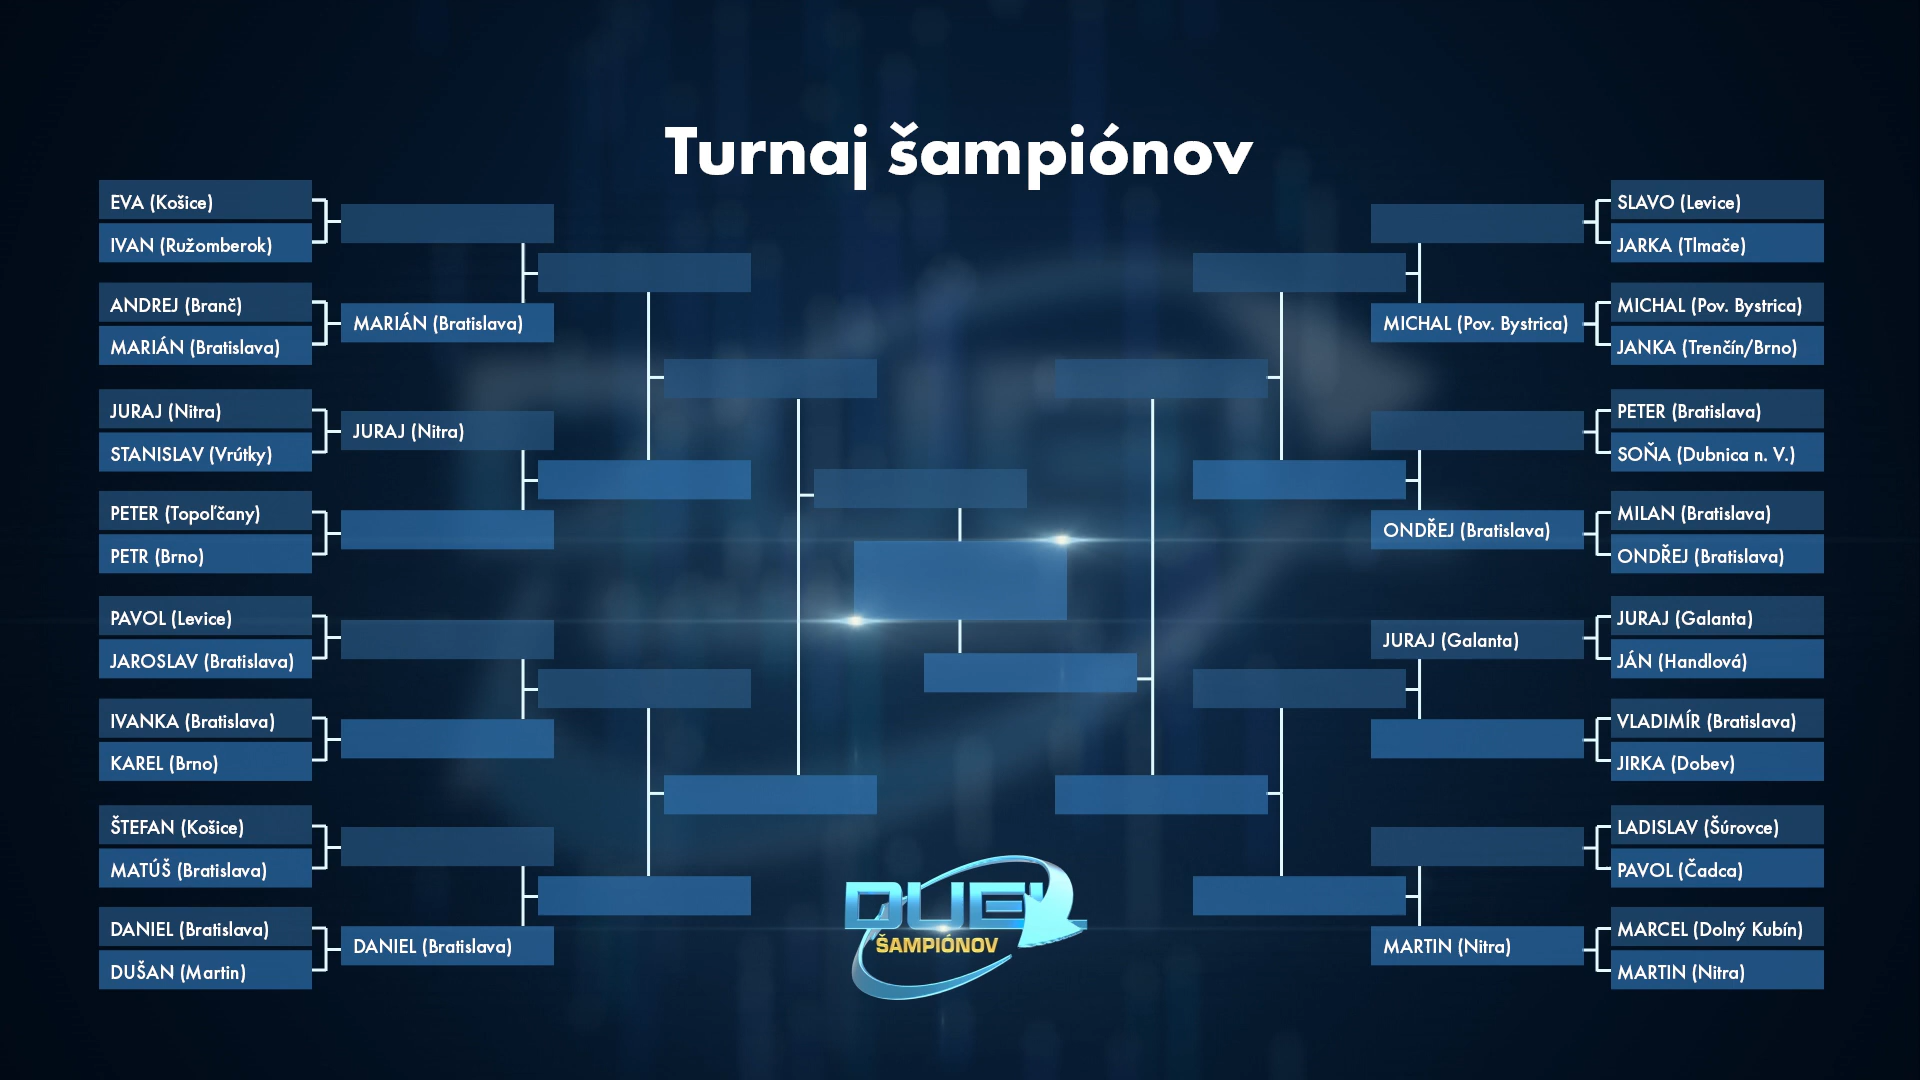 Turnaj šampiónov
EVA (Košice)
IVAN (Ružomberok)
ANDREJ (Branč)
MARIÁN (Bratislava)
JURAJ (Nitra)
STANISLAV (Vrútky)
PETER (Topoľčany)
PETR (Brno)
PAVOL (Levice)
JAROSLAV (Bratislava)
IVANKA (Bratislava)
KAREL (Brno)
ŠTEFAN (Košice)
MATÚŠ (Bratislava)
DANIEL (Bratislava)
DUŠAN (Martin)
MARIÁN (Bratislava)
JURAJ (Nitra)
DANIEL (Bratislava)
MICHAL (Pov. Bystrica)
ONDŘEJ (Bratislava)
JURAJ (Galanta)
MARTIN (Nitra)
SLAVO (Levice)
JARKA (Tlmače)
MICHAL (Pov. Bystrica)
JANKA (Trenčín/Brno)
PETER (Bratislava)
SOŇA (Dubnica n. V.)
MILAN (Bratislava)
ONDŘEJ (Bratislava)
JURAJ (Galanta)
JÁN (Handlová)
VLADIMÍR (Bratislava)
JIRKA (Dobev)
LADISLAV (Šúrovce)
PAVOL (Čadca)
MARCEL (Dolný Kubín)
MARTIN (Nitra)
DUEL
ŠAMPIÓNOV